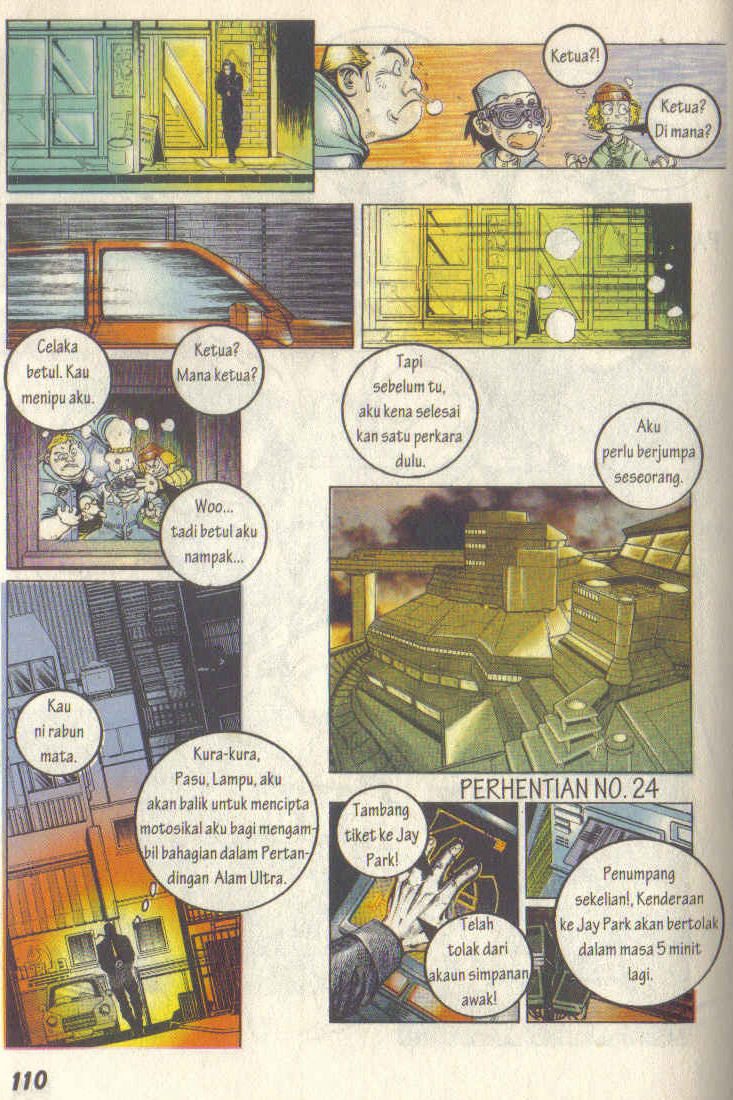 Ketua?!
Ketua?
Di mana?
Celaka
betul. Kau
menipu aku.
Ketua?
Mana ketua?
Woo...
tadi betul aku
nampak...
Tapi
sebelum tu,
aku kena selesai
kan satu perkara
dulu.
Aku
perlu berjumpa
seseorang.
Kau
ni rabun
mata.
Kura-kura,
Pasu, Lampu, aku
akan balik untuk mencipta
motosikal aku bagi mengam-
bil bahagian dalam Pertan-
dingan Alam Ultra.
PERHENTIAN NO. 24
Tambang
tiket ke Jay
Park!
Telah
tolak dari
akaun simpanan
awak!
Penumpang
sekelian!, Kenderaan
ke Jay Park akan bertolak
dalam masa 5 minit
lagi.
110